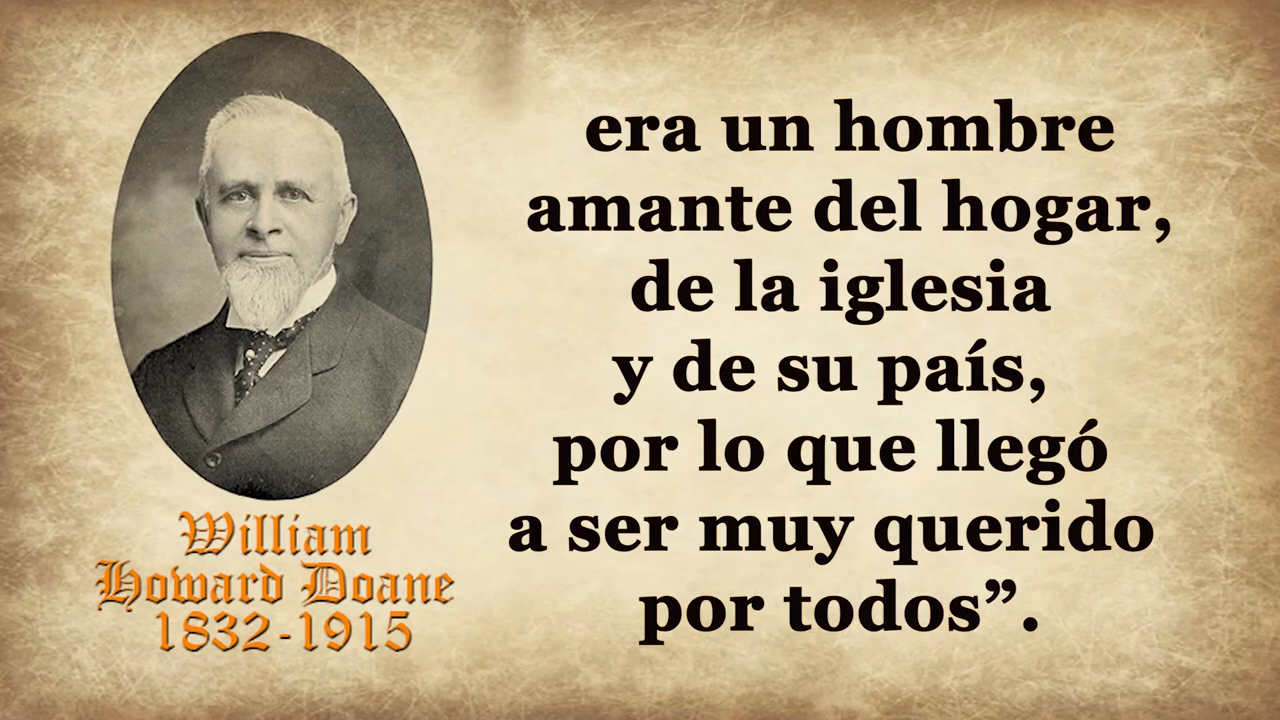 William
Howard Doane
1832-1915
era un hombre
amante del hogar,
de la iglesia
y de su país,
por lo que llegó
a ser muy querido
por todos”.